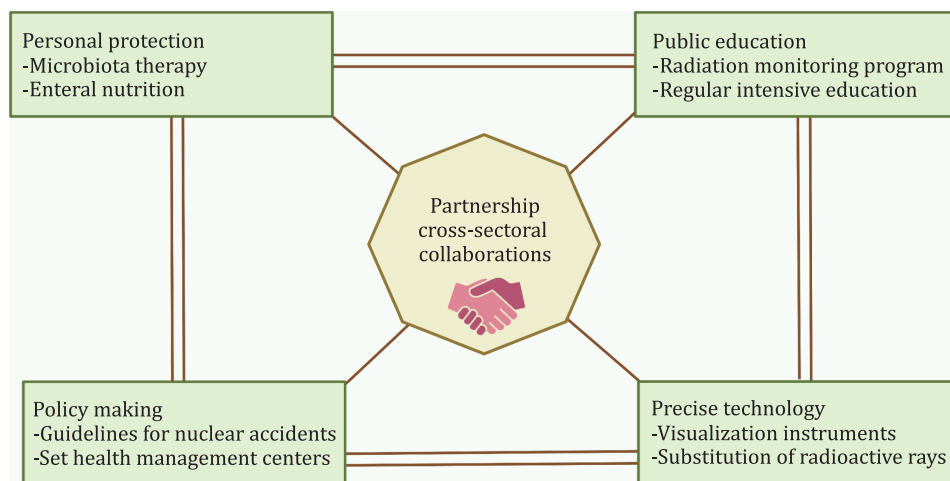 Personal protection
-Microbiota therapy
-Enteral nutrition
Public education
-Radiation monitoring program
-Regular intensive education
Partnership
cross-sectoral
collaborations
Policy making
-Guidelines for nuclear accidents
-Set health management centers
Precise technology
-Visualization instruments
-Substitution of radioactive rays